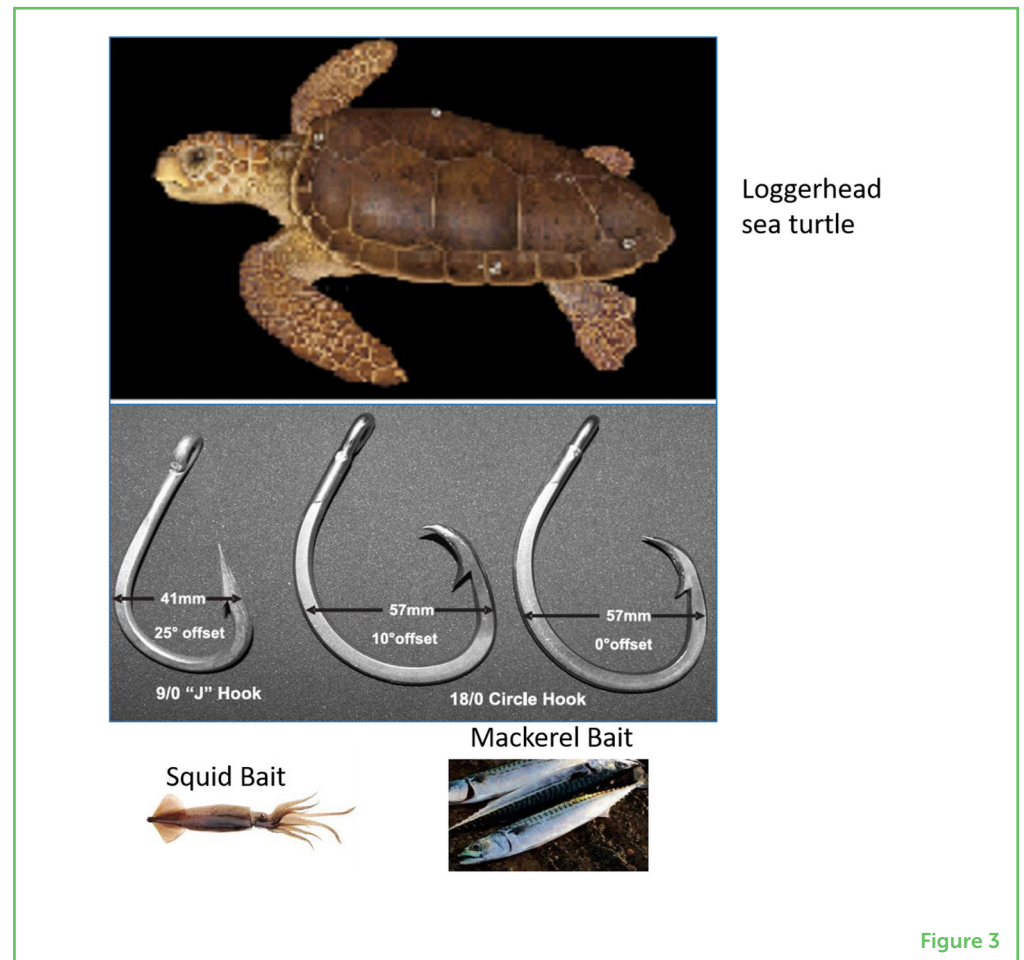 Loggerhead
sea turtle
41mm
25° offset
9/0 “J” Hook
57mm
10°offset
57mm
0°offset
18/0 Circle Hook
Squid Bait
Mackerel Bait
Figure 3